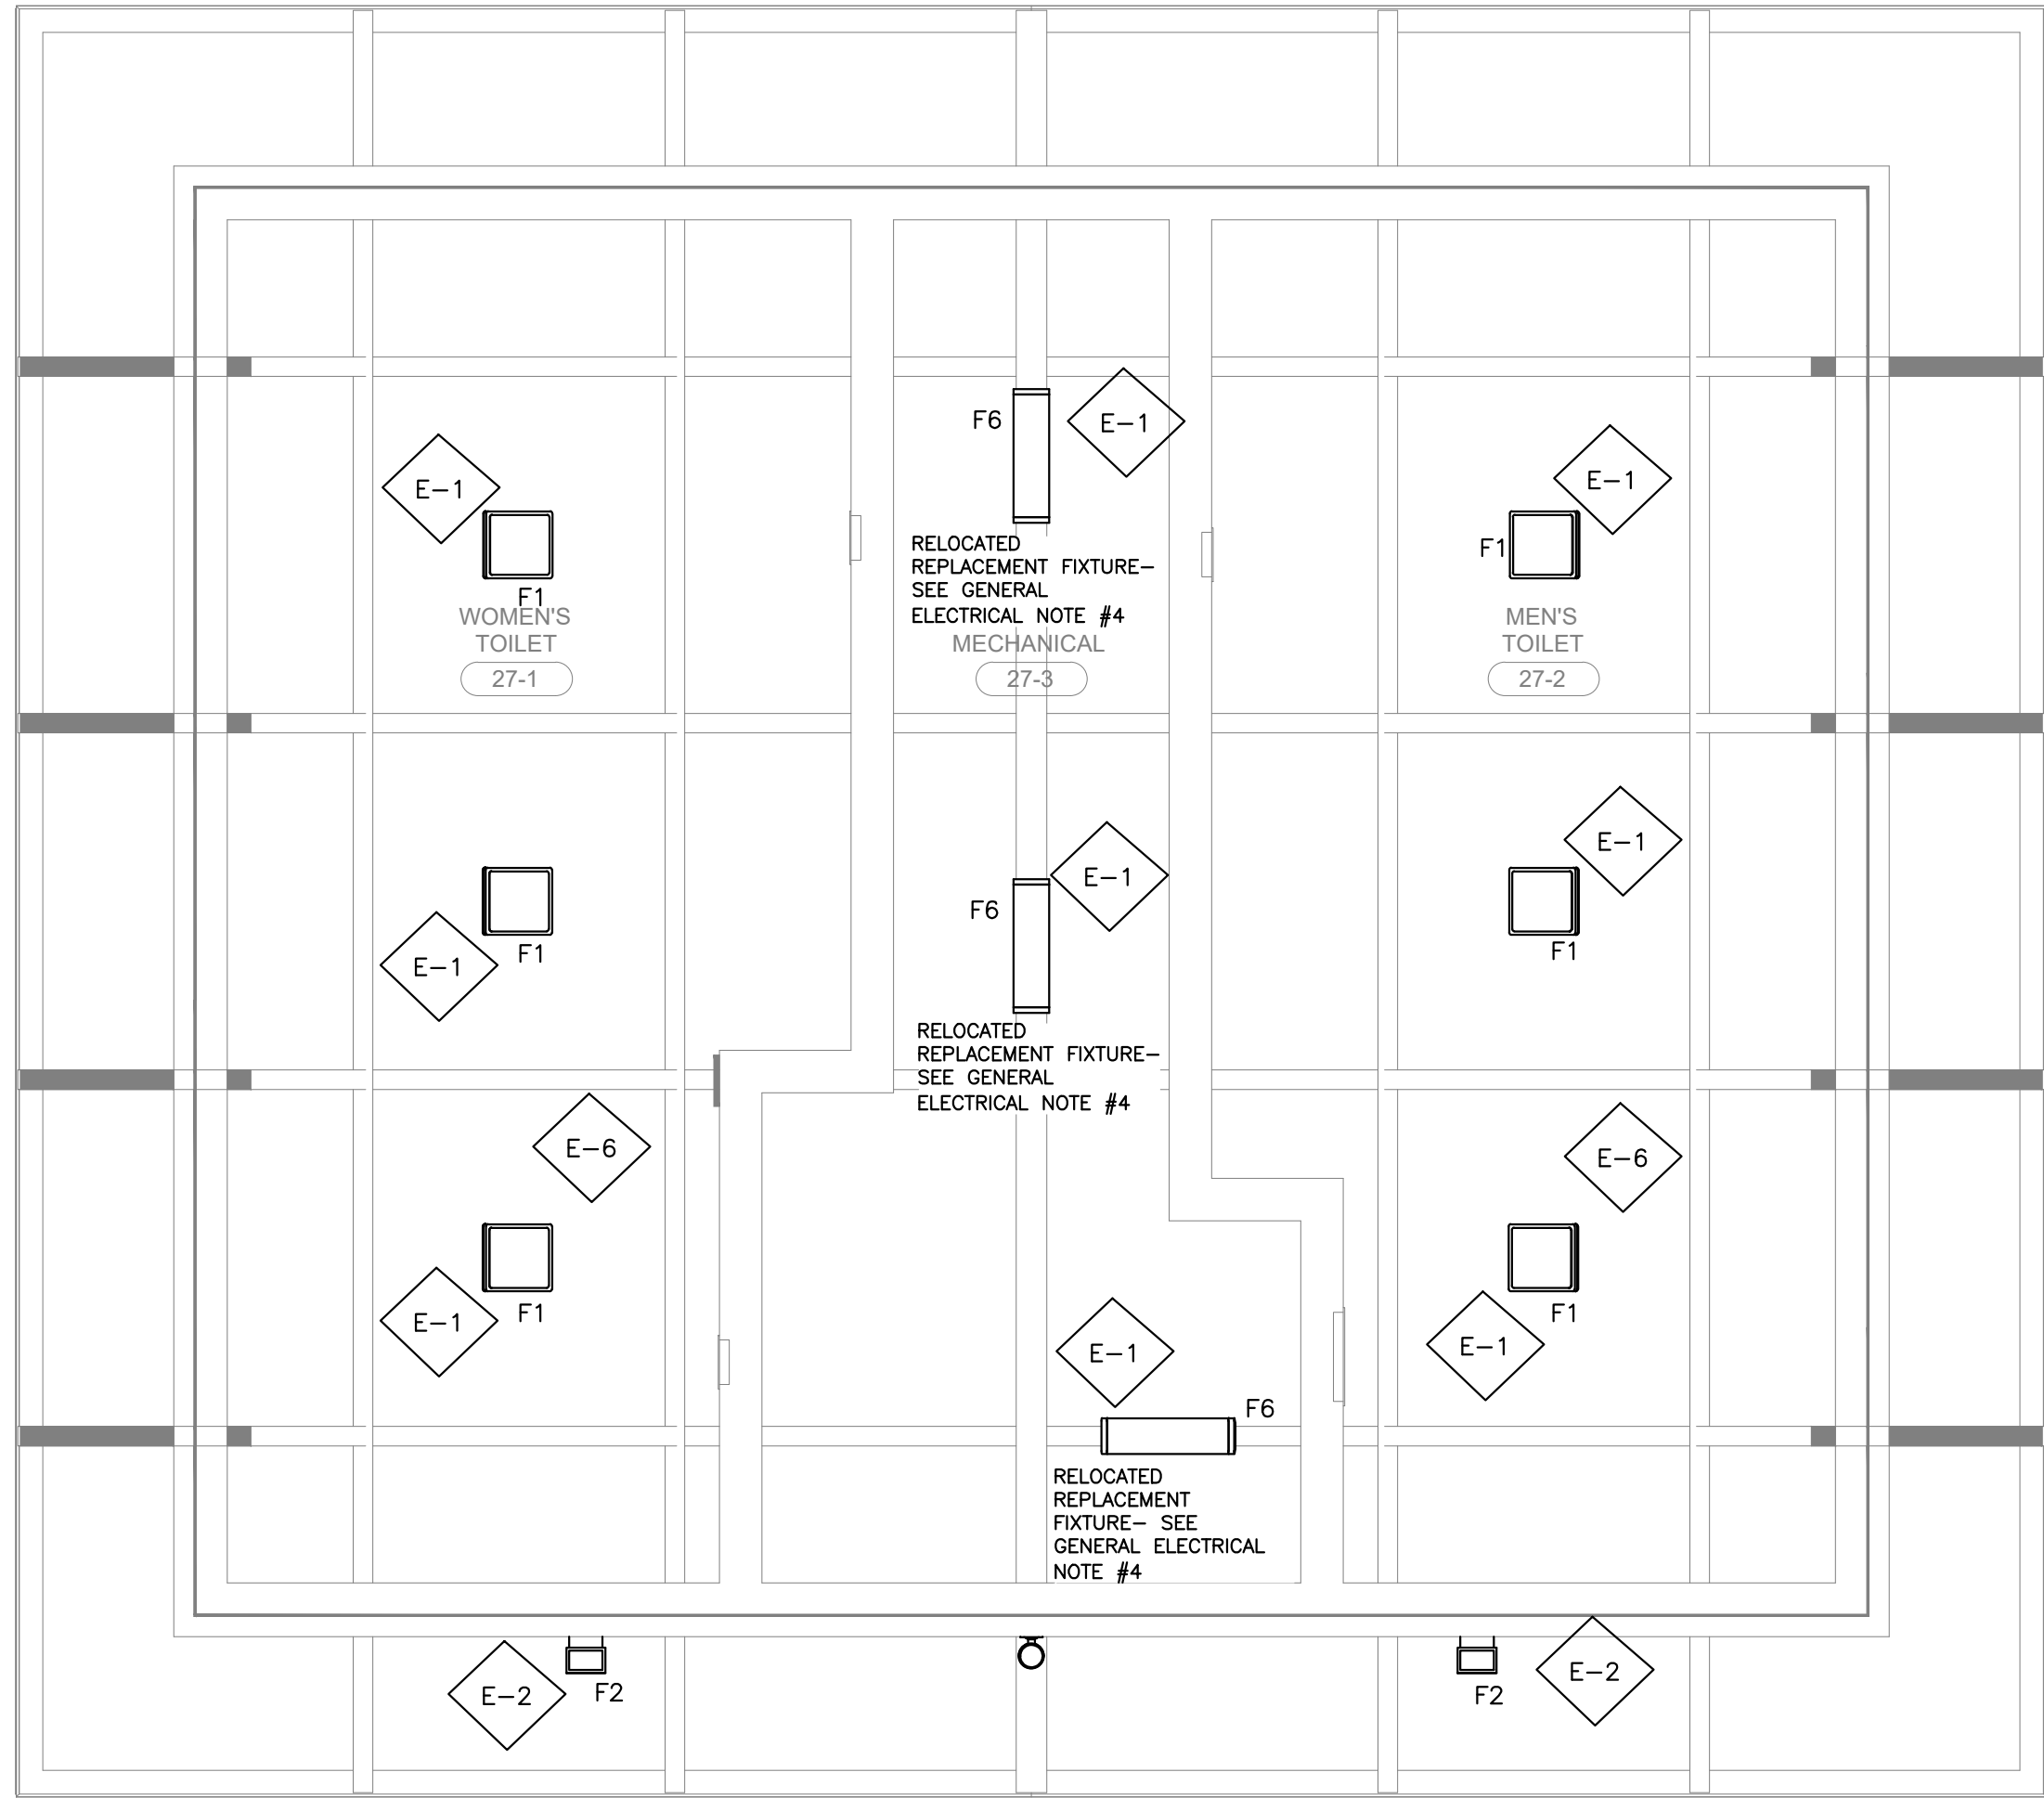 F6
E-1
E-1
E-1
F1
F1
RELOCATED
REPLACEMENT FIXTURE-
SEE GENERAL
ELECTRICAL NOTE #4
WOMEN'S
TOILET
27-1
MECHANICAL
27-3
MEN'S
TOILET
27-2
E-1
E-1
F6
E-1
F1
F1
RELOCATED
REPLACEMENT FIXTURE-
SEE GENERAL
ELECTRICAL NOTE #4
E-6
E-6
F1
E-1
E-1
E-1
F1
F6
RELOCATED
REPLACEMENT
FIXTURE- SEE
GENERAL ELECTRICAL
NOTE #4
E-2
F2
F2
E-2